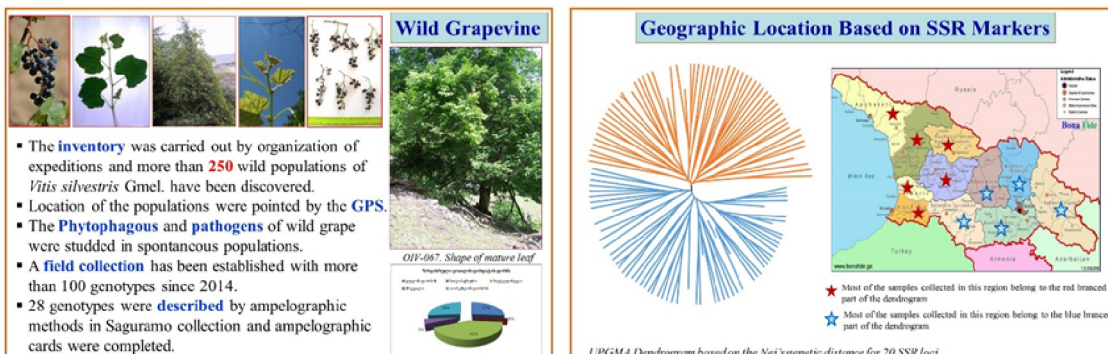 Wild Grapevine
▪ The inventory was carried out by organization of
expeditions and more than 250 wild populations of
Vitis silvestris Gmel. have been discovered.
▪ Location of the populations were pointed by the GPS.
▪ The Phytophagous and pathogens of wild grape
were studded in spontancous populations.
▪ A field collection has been established with more
than 100 genotypes since 2014.
▪ 28 genotypes were described by ampelographic
methods in Saguramo collection and ampelographic
cards were completed.
OIV-067. Shape of mature leaf
Geographic Location Based on SSR Markers
Russia
Bona Fide
Black Sea
Turkey
Armenia
Azerbaijan
www.bonafide.ge
Most of the samples collected in this region belong to the red branced
part of the dendrogram
Most of the samples collected in this region belong to the blue brance
part of the dendrogram
UPGMA Dendrogram based on the Nei's genetic distance for 20 SSR loci